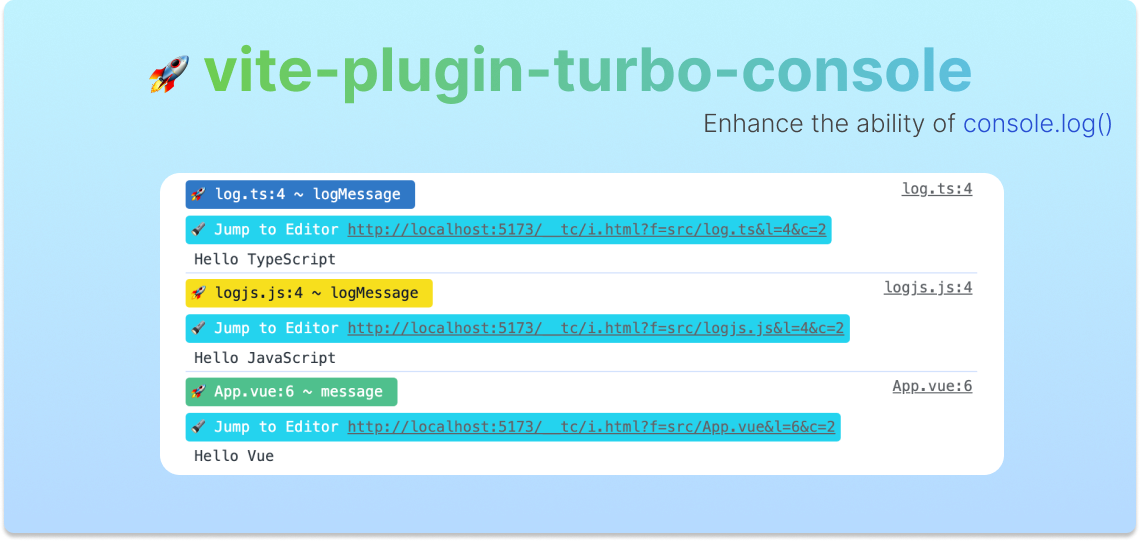 🚀 vite-plugin-turbo-console
Enhance the ability of console.log()
🚀 log.ts:4 ~ logMessage
log.ts:4
🚀 Jump to Editor http://localhost:5173/__tc/i.html?f=src/log.ts&l=4&c=2
Hello TypeScript
🚀 logjs.js:4 ~ logMessage
logjs.js:4
🚀 Jump to Editor http://localhost:5173/__tc/i.html?f=src/logjs.js&l=4&c=2
Hello JavaScript
🚀 App.vue:6 ~ message
App.vue:6
🚀 Jump to Editor http://localhost:5173/__tc/i.html?f=src/App.vue&l=6&c=2
Hello Vue